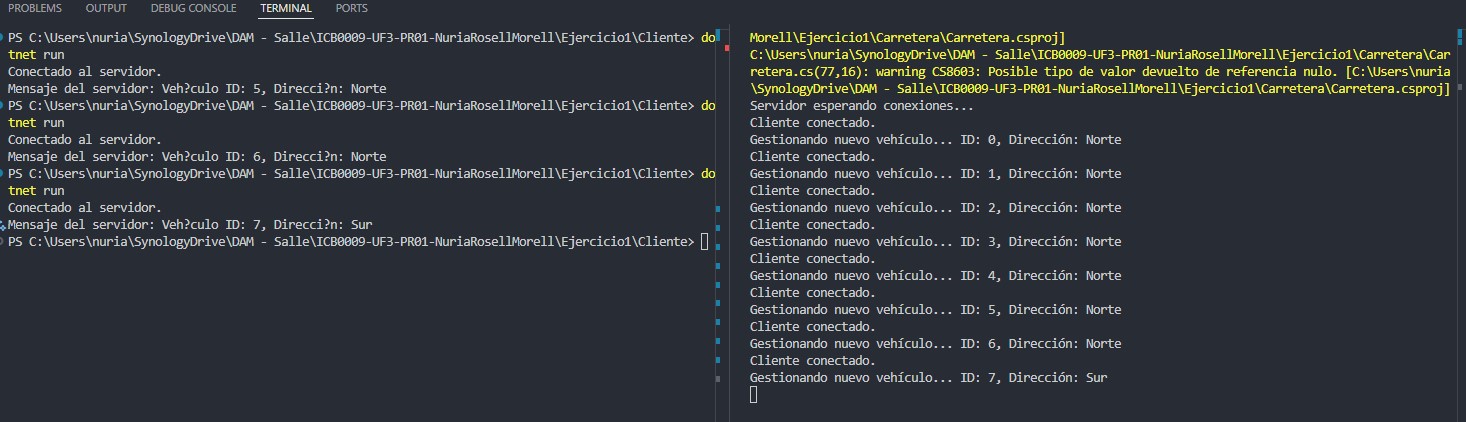 PROBLEMS OUTPUT DEBUG CONSOLE TERMINAL PORTS
PS C:\Users\nuria\SynologyDrive\DAM - Salle\ICB0009-UF3-PR01-NuriaRosellMorell\Ejercicio1\Cliente> do
tnet run
Conectado al servidor.
Mensaje del servidor: Veh?culo ID: 5, Direcci?n: Norte
PS C:\Users\nuria\SynologyDrive\DAM - Salle\ICB0009-UF3-PR01-NuriaRosellMorell\Ejercicio1\Cliente> do
tnet run
Conectado al servidor.
Mensaje del servidor: Veh?culo ID: 6, Direcci?n: Norte
PS C:\Users\nuria\SynologyDrive\DAM - Salle\ICB0009-UF3-PR01-NuriaRosellMorell\Ejercicio1\Cliente> do
tnet run
Conectado al servidor.
Mensaje del servidor: Veh?culo ID: 7, Direcci?n: Sur
PS C:\Users\nuria\SynologyDrive\DAM - Salle\ICB0009-UF3-PR01-NuriaRosellMorell\Ejercicio1\Cliente>
Morell\Ejercicio1\Carretera\Carretera.csproj]
C:\Users\nuria\SynologyDrive\DAM - Salle\ICB0009-UF3-PR01-NuriaRosellMorell\Ejercicio1\Carretera\Car
retera.cs(77,16): warning CS8603: Posible tipo de valor devuelto de referencia nulo. [C:\Users\nuria
\SynologyDrive\DAM - Salle\ICB0009-UF3-PR01-NuriaRosellMorell\Ejercicio1\Carretera\Carretera.csproj]
Servidor esperando conexiones...
Cliente conectado.
Gestionando nuevo vehículo... ID: 0, Dirección: Norte
Cliente conectado.
Gestionando nuevo vehículo... ID: 1, Dirección: Norte
Cliente conectado.
Gestionando nuevo vehículo... ID: 2, Dirección: Norte
Cliente conectado.
Gestionando nuevo vehículo... ID: 3, Dirección: Norte
Cliente conectado.
Gestionando nuevo vehículo... ID: 4, Dirección: Norte
Cliente conectado.
Gestionando nuevo vehículo... ID: 5, Dirección: Norte
Cliente conectado.
Gestionando nuevo vehículo... ID: 6, Dirección: Norte
Cliente conectado.
Gestionando nuevo vehículo... ID: 7, Dirección: Sur